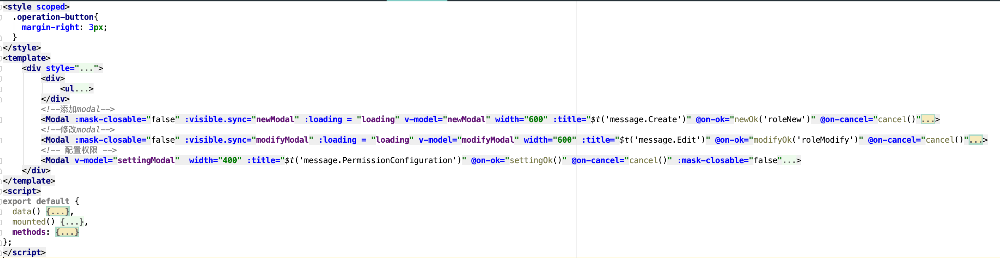 <style scoped>
  .operation-button{
    margin-right: 3px;
  }
</style>
<template>
    <div style="...">
        <div>
            <ul...>
        </div>
        <!--添加modal-->
        <Modal :mask-closable="false" :visible.sync="newModal" :loading = "loading" v-model="newModal" width="600" :title="$t('message.Create')" @on-ok="newOk('roleNew')" @on-cancel="cancel()"...>
        <!--修改modal-->
        <Modal :mask-closable="false" :visible.sync="modifyModal" :loading = "loading" v-model="modifyModal" width="600" :title="$t('message.Edit')" @on-ok="modifyOk('roleModify')" @on-cancel="cancel()"...>
        <!-- 配置权限 -->
        <Modal v-model="settingModal"  width="400" :title="$t('message.PermissionConfiguration')" @on-ok="settingOk()" @on-cancel="cancel()" :mask-closable="false"...>
    </div>
</template>
<script>
export default {
  data() {...},
  mounted() {...},
  methods: {...}
};
</script>